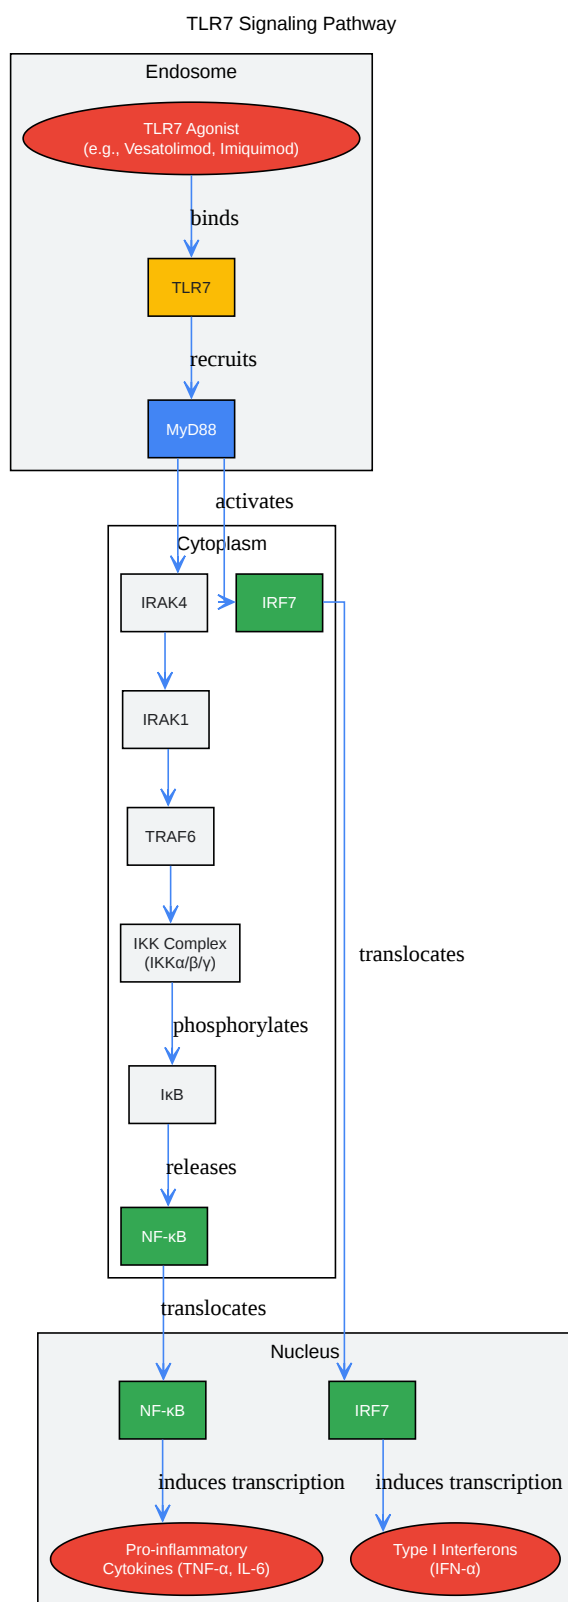 TLR7 Signaling Pathway
Endosome
TLR7 Agonist
(e.g., Vesatolimod, Imiquimod)
binds
TLR7
recruits
MyD88
activates
Cytoplasm
IRAK4
IRF7
IRAK1
TRAF6
IKK Complex
(IKKα/β/γ)
translocates
phosphorylates
IκB
releases
NF-κB
translocates
Nucleus
NF-κB
IRF7
induces transcription
induces transcription
Pro-inflammatory
Cytokines (TNF-α, IL-6)
Type I Interferons
(IFN-α)